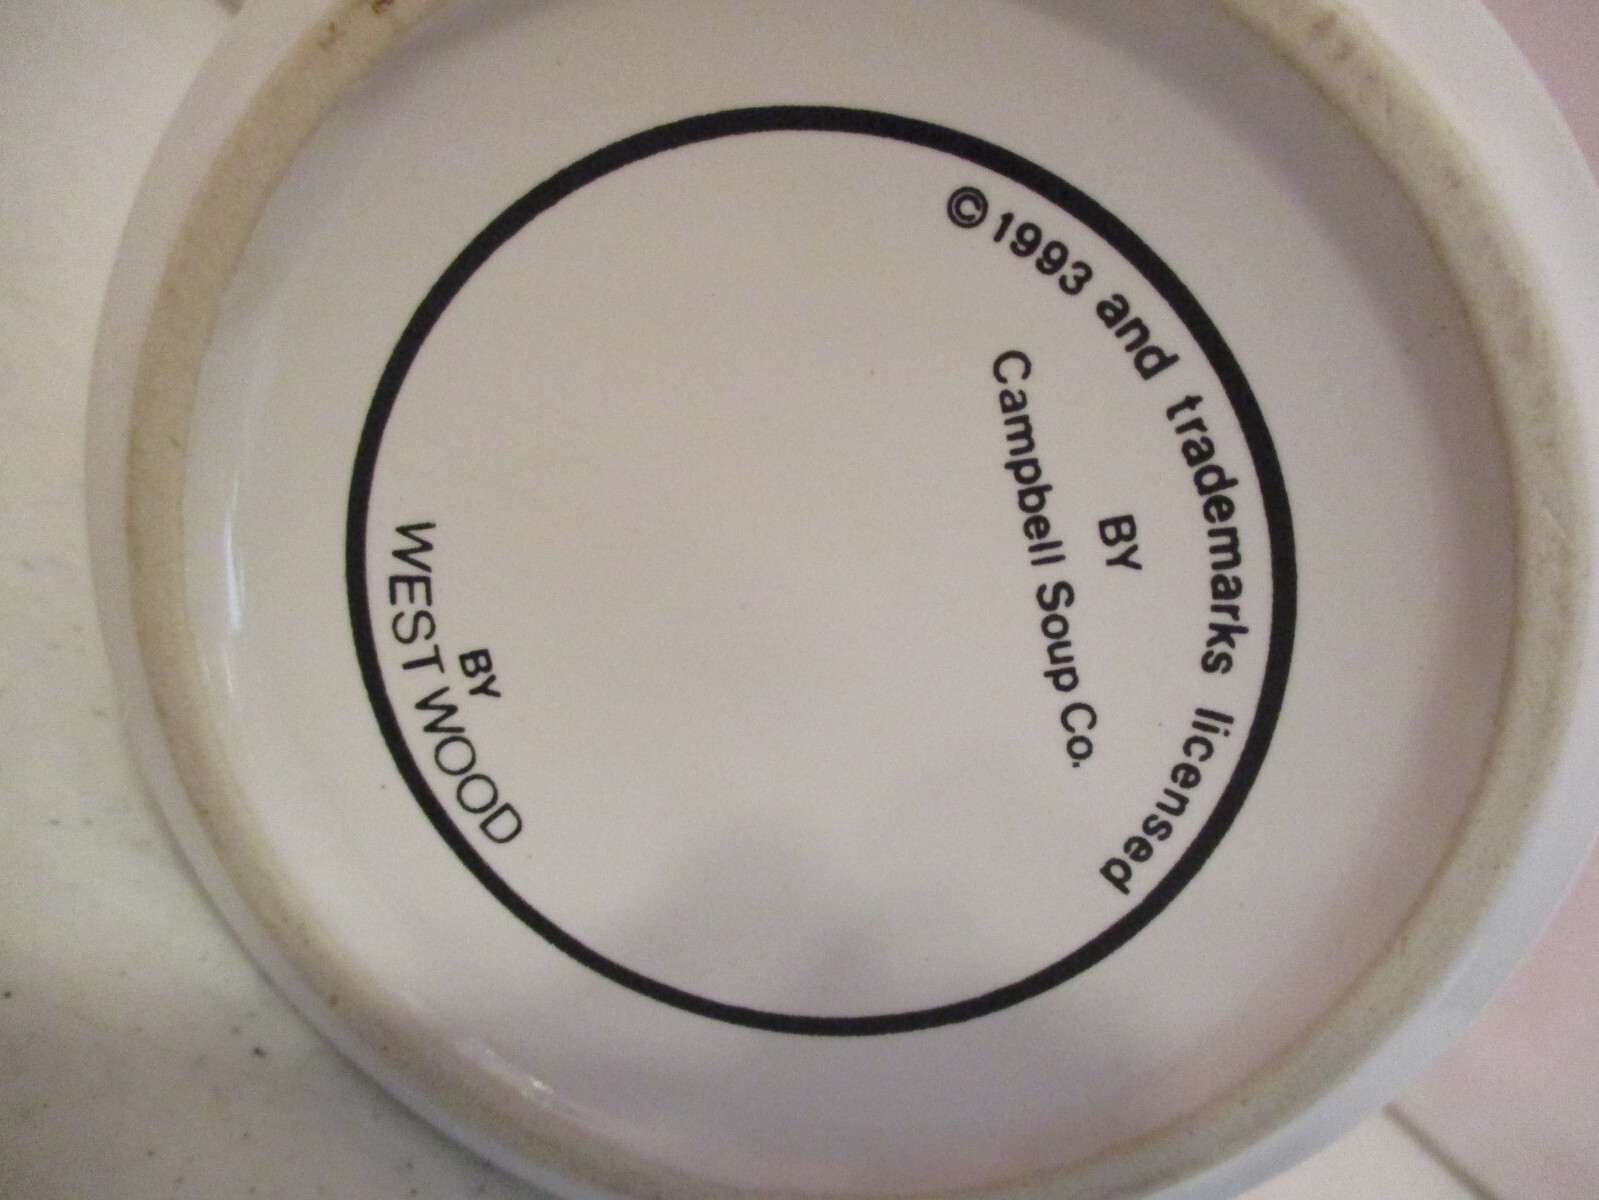 © 1993 and trademarks licensed
BY
Campbell Soup Co.
BY
WESTWOOD